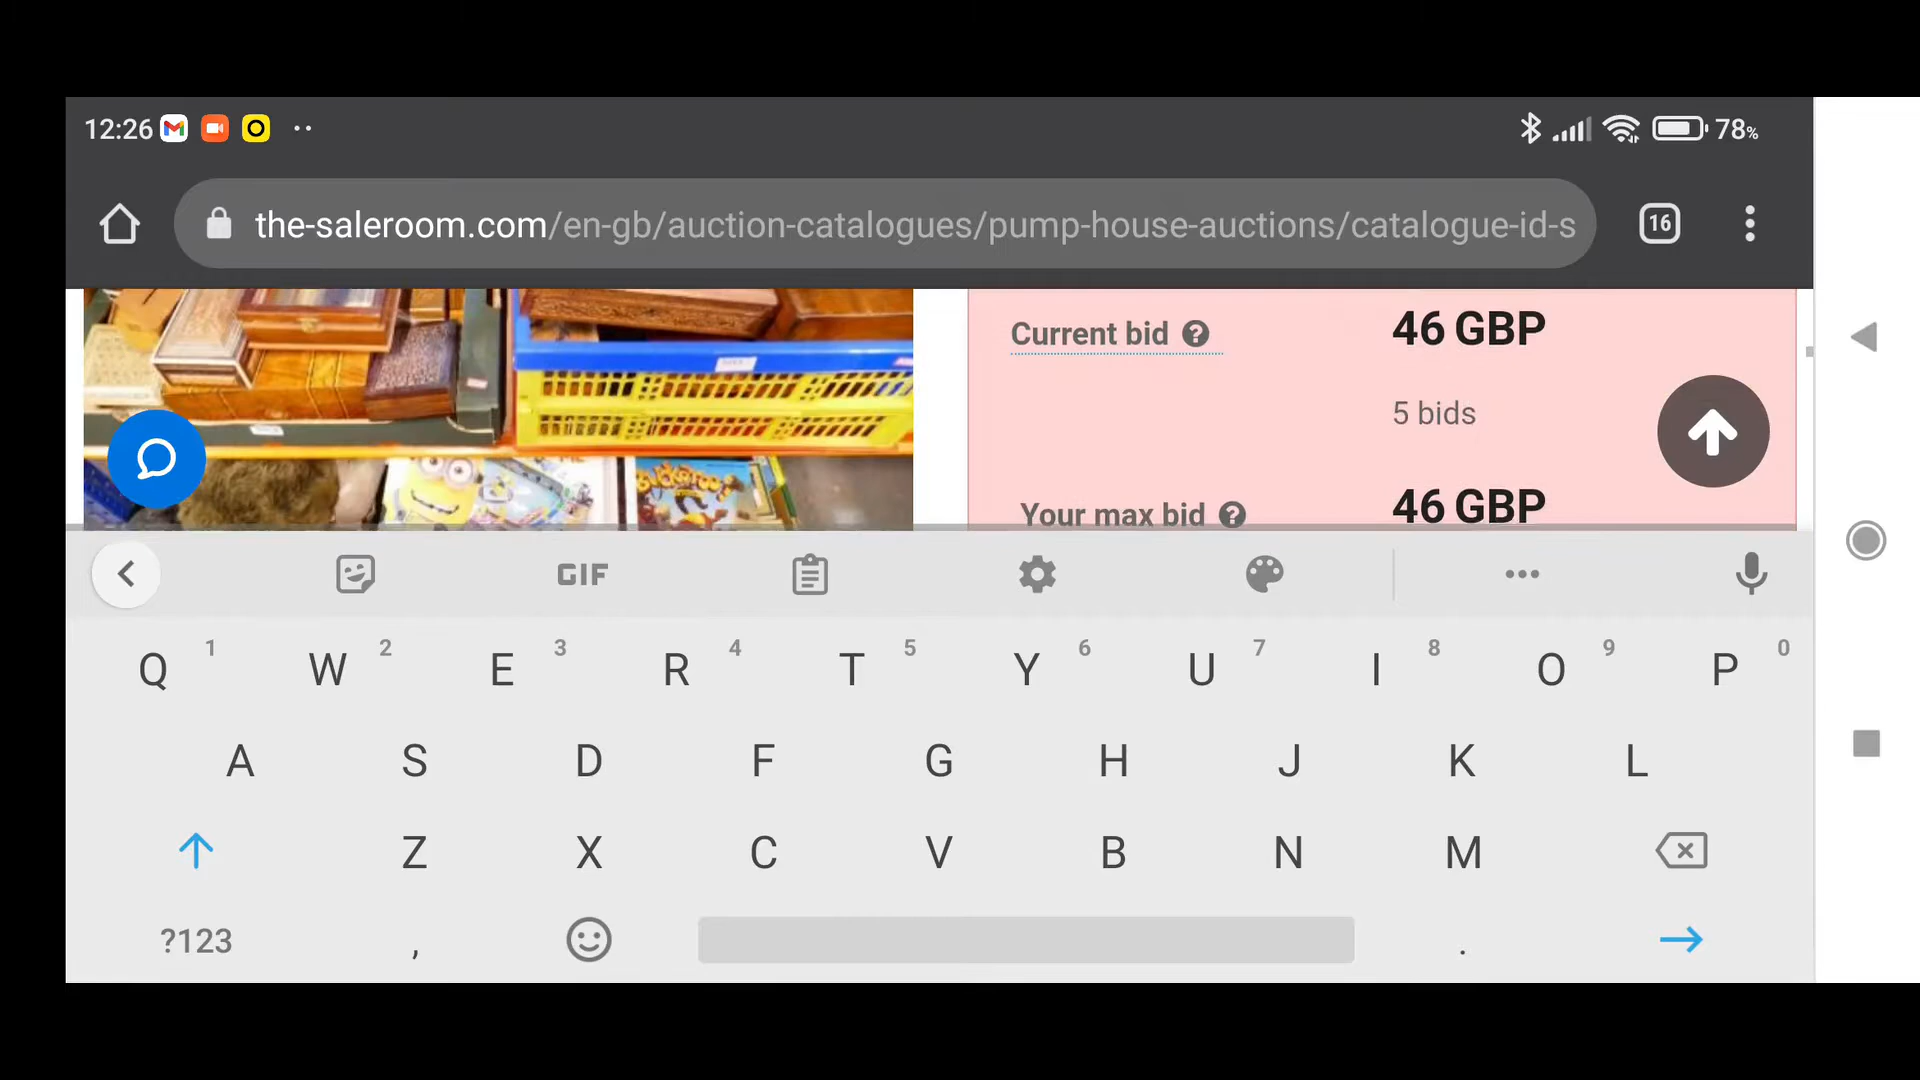 12:26 78%
the-saleroom.com/en-gb/auction-catalogues/pump-house-auctions/catalogue-id-s
16
Current bid ? 46 GBP
5 bids
BUCKAROO!
Your max bid ? 46 GBP
GIF
Q 1 W 2 E 3 R 4 T 5 Y 6 U 7 I 8 O 9 P 0
A S D F G H J K L
Z X C V B N M
?123 , .